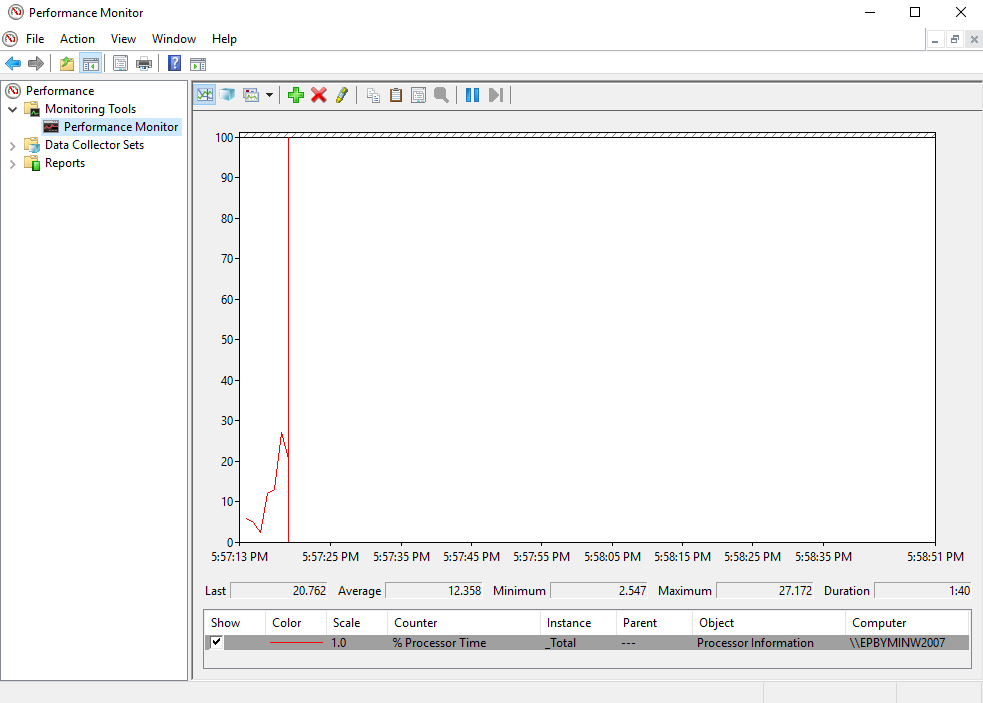 Performance Monitor
File Action View Window Help
Performance
Monitoring Tools
Performance Monitor
Data Collector Sets
Reports
100
90
80
70
60
50
40
30
20
10
0
5:57:13 PM 5:57:25 PM 5:57:35 PM 5:57:45 PM 5:57:55 PM 5:58:05 PM 5:58:15 PM 5:58:25 PM 5:58:35 PM 5:58:51 PM
Last 20.762 Average 12.358 Minimum 2.547 Maximum 27.172 Duration 1:40
Show Color Scale Counter Instance Parent Object Computer
1.0 % Processor Time _Total --- Processor Information \\EPBYMINW2007